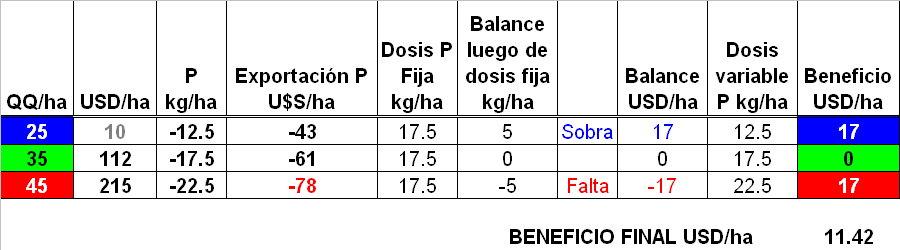 QQ/ha USD/ha P kg/ha Exportación P U$S/ha Dosis P Fija kg/ha Balance luego de dosis fija kg/ha Balance USD/ha Dosis variable P kg/ha Beneficio USD/ha
25 10 -12.5 -43 17.5 5 Sobra 17 12.5 17
35 112 -17.5 -61 17.5 0 0 17.5 0
45 215 -22.5 -78 17.5 -5 Falta -17 22.5 17
BENEFICIO FINAL USD/ha 11.42